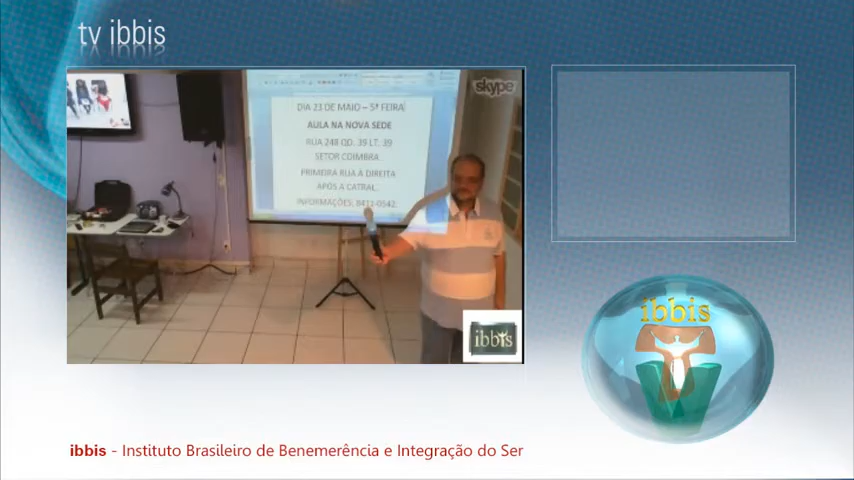 tv ibbis
skype
DIA 23 DE MAIO – 5ª FEIRA
AULA NA NOVA SEDE
RUA 248 QD. 39 LT. 39
SETOR COIMBRA.
PRIMEIRA RUA A DIREITA
APÓS A CATRAL.
INFORMAÇÕES: 8411-0542.
ibbis
ibbis
ibbis - Instituto Brasileiro de Benemerência e Integração do Ser